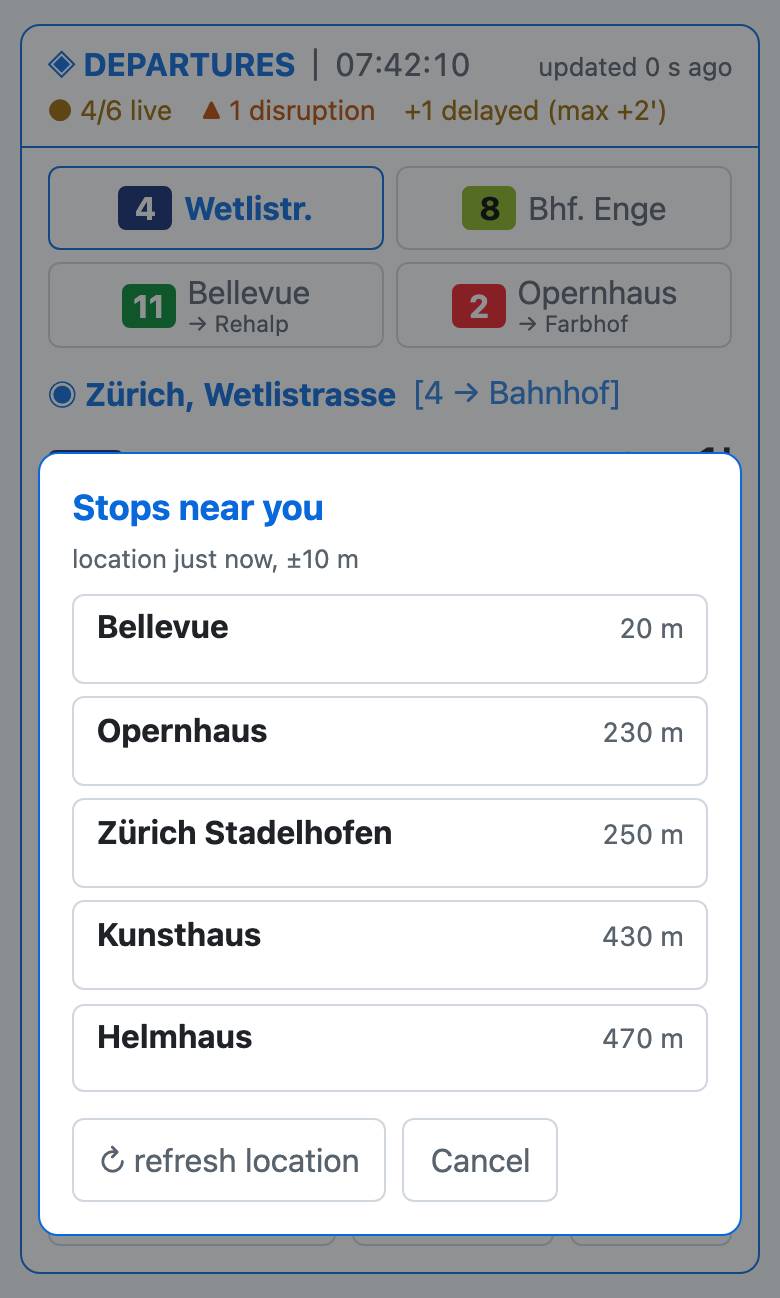 DEPARTURES | 07:42:10 updated 0 s ago
4/6 live ▲ 1 disruption +1 delayed (max +2')
4 Wetlistr.
8 Bhf. Enge
11 Bellevue
→ Rehalp
2 Opernhaus
→ Farbhof
Zürich, Wetlistrasse [4 → Bahnhof]
Stops near you
location just now, ±10 m
Bellevue 20 m
Opernhaus 230 m
Zürich Stadelhofen 250 m
Kunsthaus 430 m
Helmhaus 470 m
↻ refresh location
Cancel